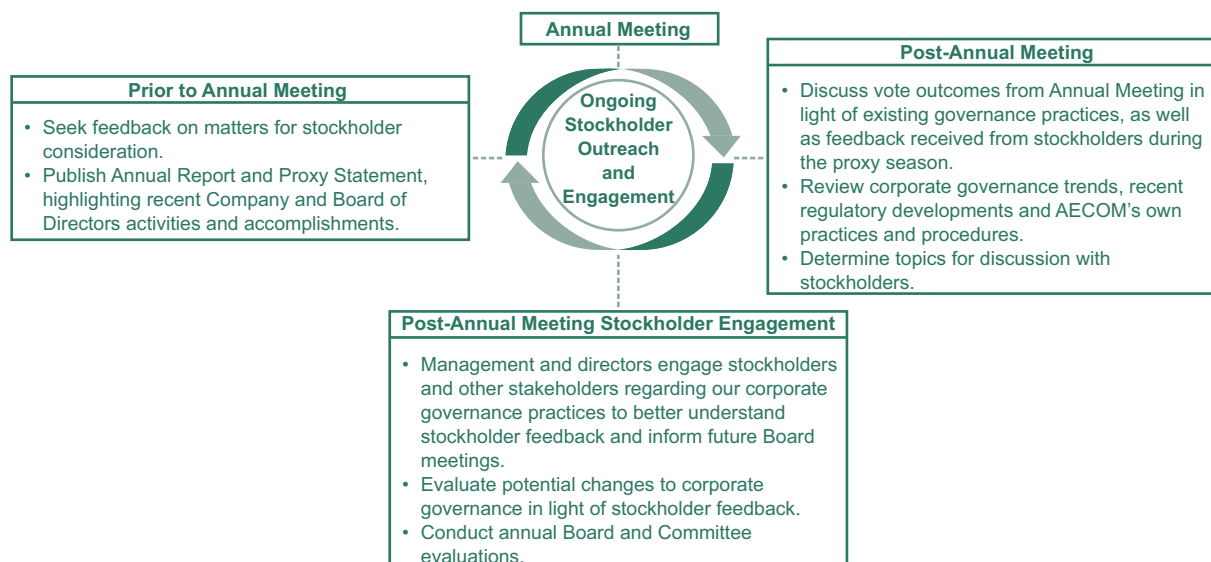 Annual Meeting
Prior to Annual Meeting
• Seek feedback on matters for stockholder
consideration.
• Publish Annual Report and Proxy Statement,
highlighting recent Company and Board of
Directors activities and accomplishments.
Ongoing
Stockholder
Outreach
and
Engagement
Post-Annual Meeting
• Discuss vote outcomes from Annual Meeting in
light of existing governance practices, as well
as feedback received from stockholders during
the proxy season.
• Review corporate governance trends, recent
regulatory developments and AECOM’s own
practices and procedures.
• Determine topics for discussion with
stockholders.
Post-Annual Meeting Stockholder Engagement
• Management and directors engage stockholders
and other stakeholders regarding our corporate
governance practices to better understand
stockholder feedback and inform future Board
meetings.
• Evaluate potential changes to corporate
governance in light of stockholder feedback.
• Conduct annual Board and Committee
evaluations.